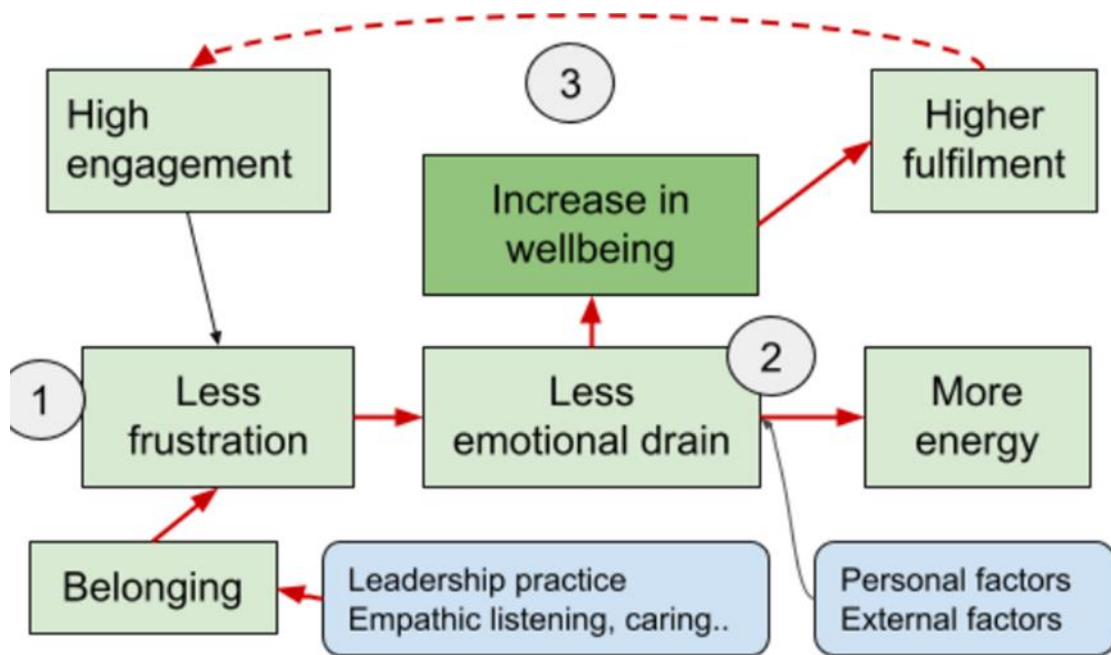 3
High
engagement
Higher
fulfilment
Increase in
wellbeing
1
Less
frustration
Less
emotional drain
2
More
energy
Belonging
Leadership practice
Empathic listening, caring..
Personal factors
External factors